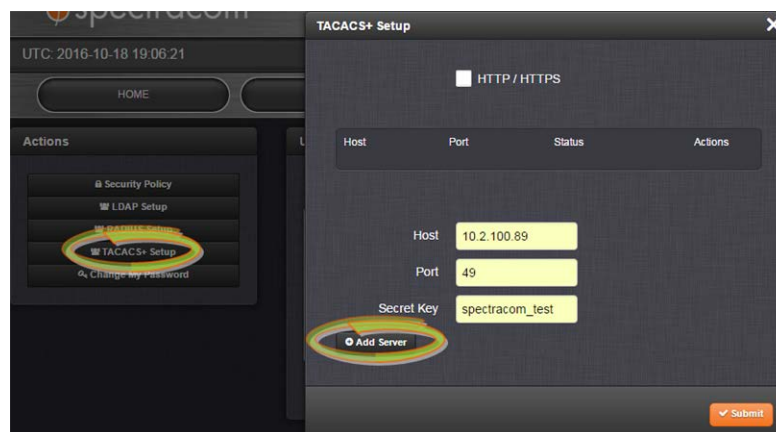 spectracom
TACACS+ Setup
UTC: 2016-10-18 19:06:21
HTTP / HTTPS
HOME
Actions
Host Port Status Actions
Security Policy
LDAP Setup
RADIUS Setup
TACACS+ Setup
Change My Password
Host 10.2.100.89
Port 49
Secret Key spectracom_test
Add Server
Submit